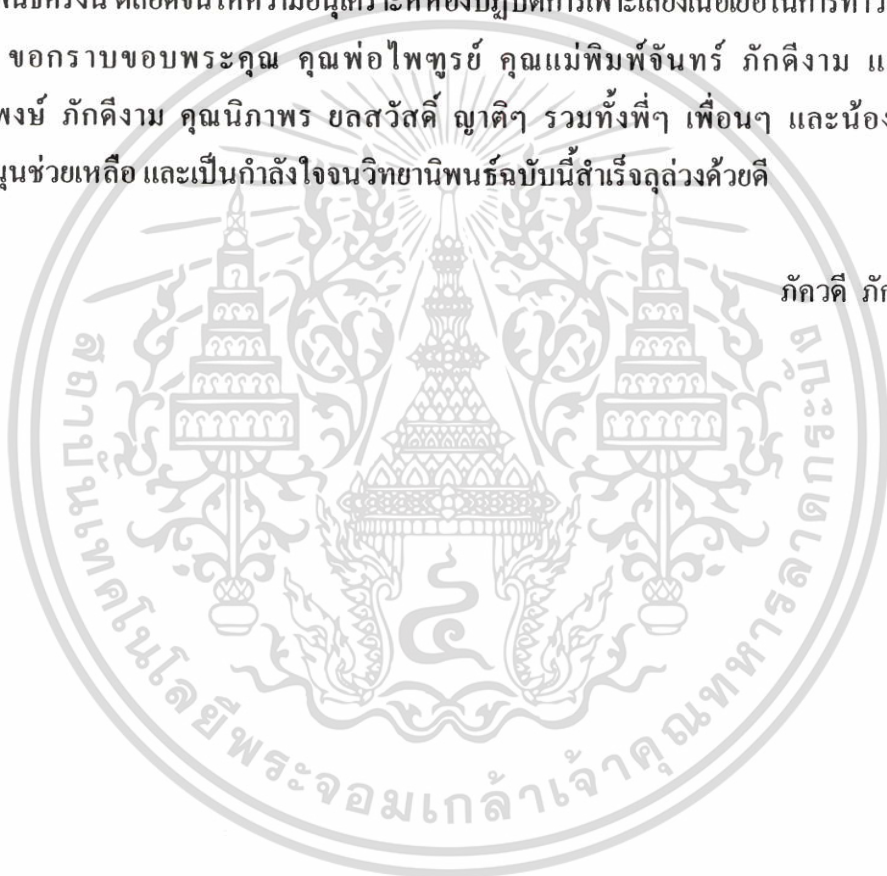 ขอกราบขอบพระคุณ คุณพ่อไพฑูรย์ คุณแม่พิมพ์จันทร์ ภักดีงาม
พงษ์ ภักดีงาม คุณนิภาพร ยลสวัสดิ์ ญาติๆ รวมทั้งพี่ๆ เพื่อนๆ และน้อง
ช่วยเหลือ และเป็นกำลังใจจนวิทยานิพนธ์ฉบับนี้สำเร็จลุล่วงด้วยดี
ภัควดี
สถาบันเทคโนโลยีพระจอมเกล้าเจ้าคุณทหารลาดกระบัง